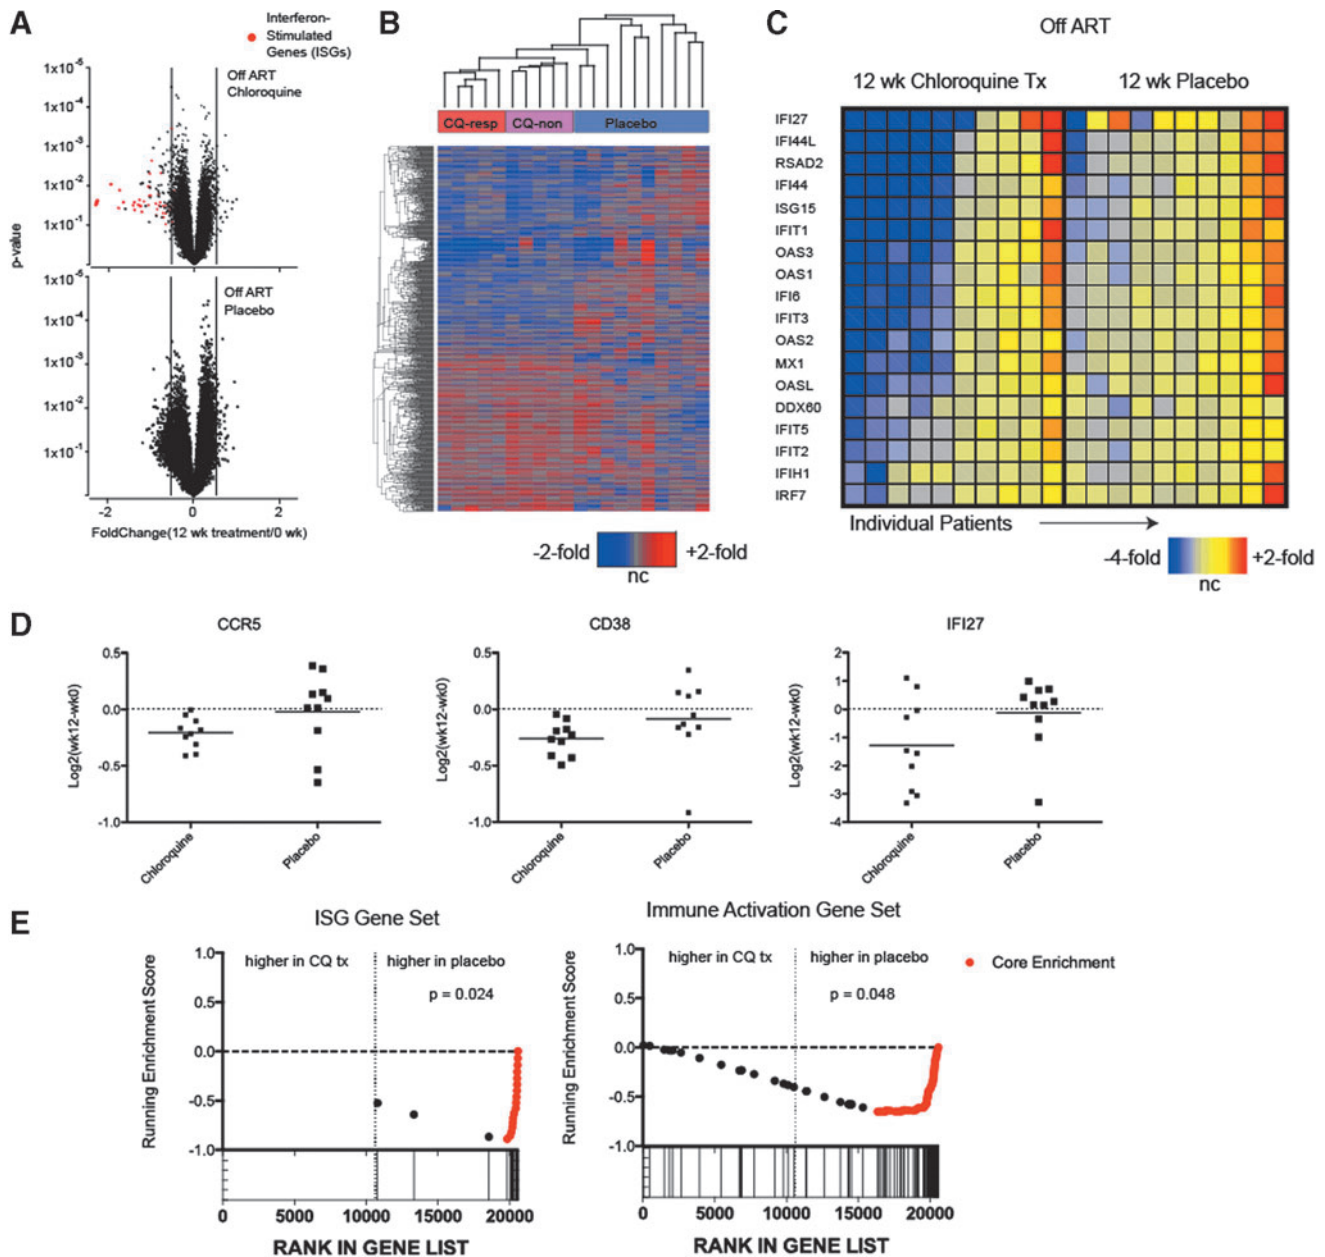 A
Interferon-
Stimulated
Genes (ISGs)
1x10-5
1x10-4
1x10-3
1x10-2
1x10-1
Off ART
Chloroquine
p-value
1x10-5
1x10-4
1x10-3
1x10-2
1x10-1
Off ART
Placebo
-2
0
2
FoldChange(12 wk treatment/0 wk)
B
CQ-resp
CQ-non
Placebo
-2-fold
+2-fold
nc
C
Off ART
12 wk Chloroquine Tx
12 wk Placebo
IFI27
IFI44L
RSAD2
IFI44
ISG15
IFIT1
OAS3
OAS1
IFI6
IFIT3
OAS2
MX1
OASL
DDX60
IFIT5
IFIT2
IFIH1
IRF7
Individual Patients
-4-fold
+2-fold
nc
D
CCR5
0.5
0.0
-0.5
-1.0
Log2(wk12-wk0)
Chloroquine
Placebo
CD38
0.5
0.0
-0.5
-1.0
Log2(wk12-wk0)
Chloroquine
Placebo
IFI27
2
1
0
-1
-2
-3
-4
Log2(wk12-wk0)
Chloroquine
Placebo
E
ISG Gene Set
higher in CQ tx
higher in placebo
p = 0.024
1.0
0.5
0.0
-0.5
-1.0
Running Enrichment Score
0
5000
10000
15000
20000
RANK IN GENE LIST
Immune Activation Gene Set
higher in CQ tx
higher in placebo
p = 0.048
Core Enrichment
1.0
0.5
0.0
-0.5
-1.0
Running Enrichment Score
0
5000
10000
15000
20000
RANK IN GENE LIST